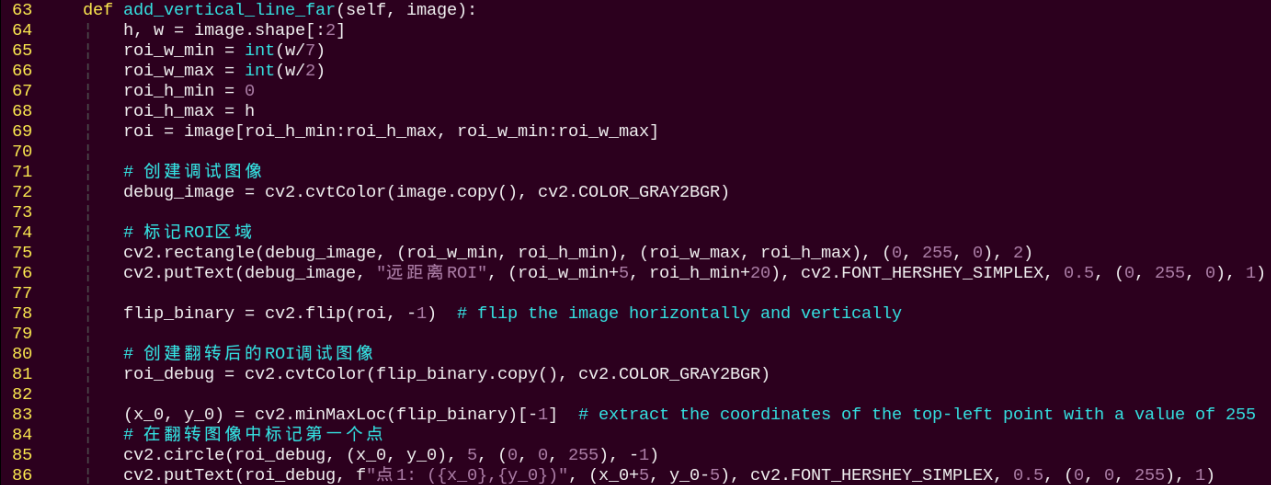 63 def add_vertical_line_far(self, image):
64 h, w = image.shape[:2]
65 roi_w_min = int(w/7)
66 roi_w_max = int(w/2)
67 roi_h_min = 0
68 roi_h_max = h
69 roi = image[roi_h_min:roi_h_max, roi_w_min:roi_w_max]
70
71 # 创建调试图像
72 debug_image = cv2.cvtColor(image.copy(), cv2.COLOR_GRAY2BGR)
73
74 # 标记ROI区域
75 cv2.rectangle(debug_image, (roi_w_min, roi_h_min), (roi_w_max, roi_h_max), (0, 255, 0), 2)
76 cv2.putText(debug_image, "远距离ROI", (roi_w_min+5, roi_h_min+20), cv2.FONT_HERSHEY_SIMPLEX, 0.5, (0, 255, 0), 1)
77
78 flip_binary = cv2.flip(roi, -1)  # flip the image horizontally and vertically
79
80 # 创建翻转后的ROI调试图像
81 roi_debug = cv2.cvtColor(flip_binary.copy(), cv2.COLOR_GRAY2BGR)
82
83 (x_0, y_0) = cv2.minMaxLoc(flip_binary)[-1]  # extract the coordinates of the top-left point with a value of 255
84 # 在翻转图像中标记第一个点
85 cv2.circle(roi_debug, (x_0, y_0), 5, (0, 0, 255), -1)
86 cv2.putText(roi_debug, f"点1: ({x_0},{y_0})", (x_0+5, y_0-5), cv2.FONT_HERSHEY_SIMPLEX, 0.5, (0, 0, 255), 1)